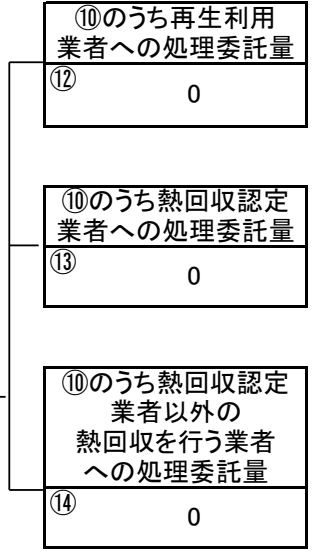 ⑩のうち再生利用
業者への処理委託量
⑫
0
⑩のうち熱回収認定
業者への処理委託量
⑬
0
⑩のうち熱回収認定
業者以外の
熱回収を行う業者
への処理委託量
⑭
0